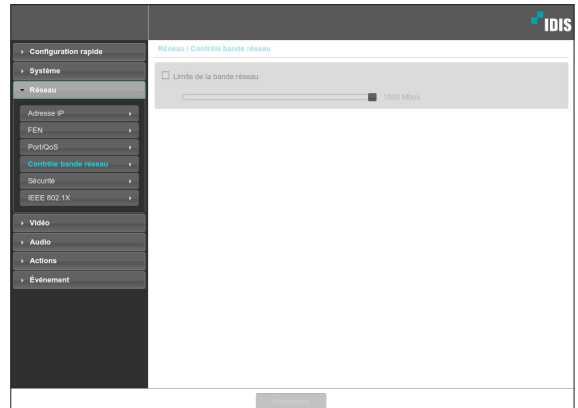 IDIS
Configuration rapide
Système
Réseau
Adresse IP
FEN
Port/QoS
Contrôle bande réseau
Sécurité
IEEE 802.1X
Vidéo
Audio
Actions
Événement
Réseau / Contrôle bande réseau
Limite de la bande réseau:
1000 Mbps
Enregistrer